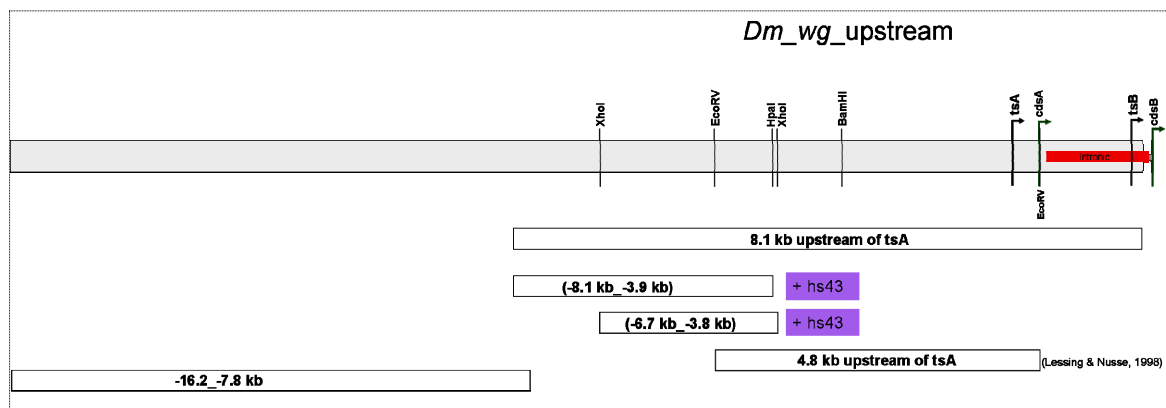 Dm_wg_upstream
XhoI
EcoRV
HpaI
XhoI
BamHI
tsA
cdsA
tsB
cdsB
intronic
EcoRV
8.1 kb upstream of tsA
(-8.1 kb_-3.9 kb)
+ hs43
(-6.7 kb_-3.8 kb)
+ hs43
4.8 kb upstream of tsA
(Lessing & Nusse, 1998)
-16.2_-7.8 kb